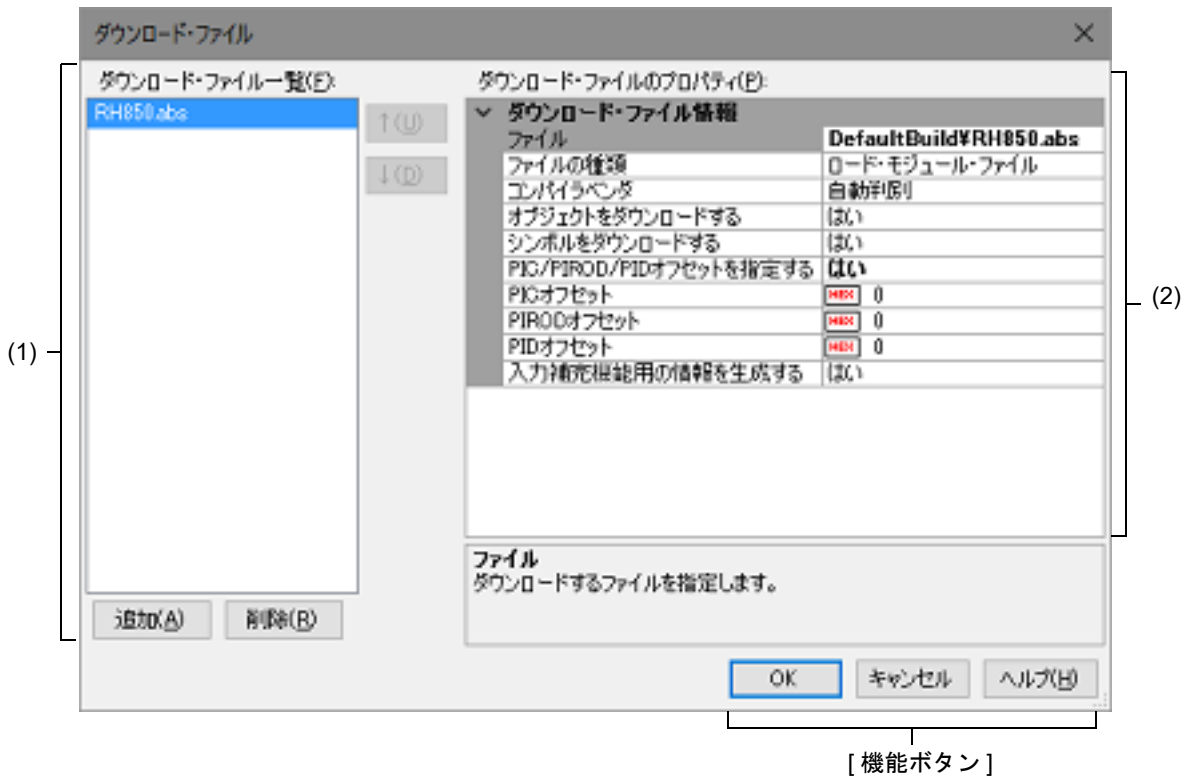 ダウンロード・ファイル
(1)
ダウンロード・ファイル一覧(F):
RH850.abs
↑(U)
↓(D)
追加(A)
削除(R)
ダウンロード・ファイルのプロパティ(P):
ダウンロード・ファイル情報
ファイル DefaultBuild¥RH850.abs
ファイルの種類 ロード・モジュール・ファイル
コンパイラベンダ 自動判別
オブジェクトをダウンロードする はい
シンボルをダウンロードする はい
PIC/PIROD/PIDオフセットを指定する はい
PICオフセット HEX 0
PIRODオフセット HEX 0
PIDオフセット HEX 0
入力補完機能用の情報を生成する はい
(2)
ファイル
ダウンロードするファイルを指定します。
OK
キャンセル
ヘルプ(H)
[ 機能ボタン ]